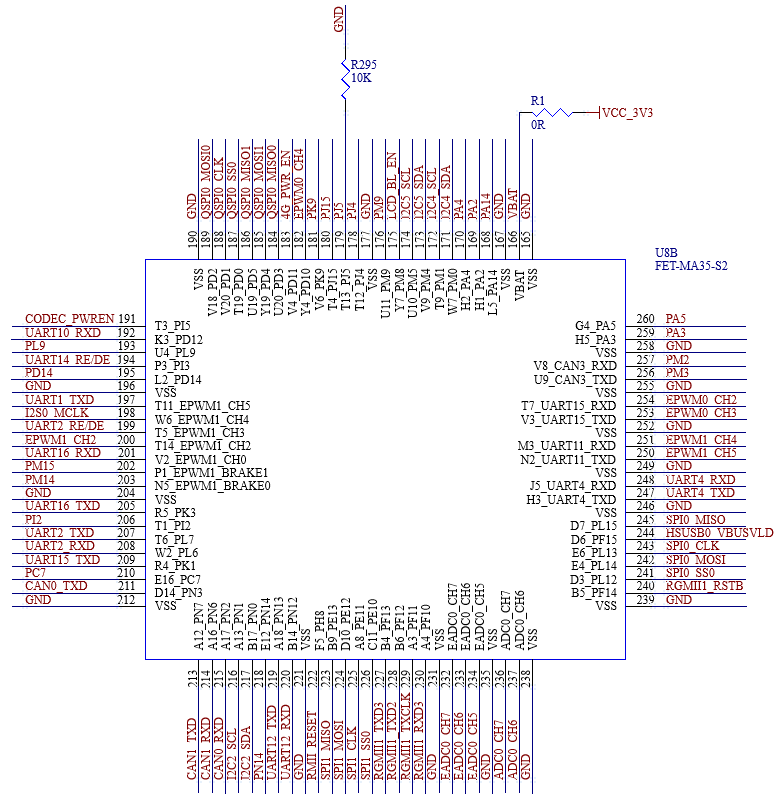 GND
R295
10K
R1
0R
VCC_3V3
GND
QSPI0_MOSI0
QSPI0_CLK
QSPI0_SS0
QSPI0_MISO1
QSPI0_MOSI1
QSPI0_MISO0
4G_PWR_EN
EPWM0_CH4
PK9
PJ15
PJ5
PJ4
GND
PM9
LCD_BL_EN
I2C5_SCL
I2C5_SDA
I2C4_SCL
I2C4_SDA
PA4
PA2
PA14
GND
VBAT
GND
190
189
188
187
186
185
184
183
182
181
180
179
178
177
176
175
174
173
172
171
170
169
168
167
166
165
U8B
FET-MA35-S2
VSS
V18_PD2
V20_PD1
T19_PD0
U19_PD5
Y19_PD4
U20_PD3
V4_PD11
Y4_PD10
V6_PK9
T4_PJ15
T13_PJ5
T12_PJ4
VSS
U11_PM9
Y7_PM8
U10_PM5
V9_PM4
T9_PM1
W7_PM0
H2_PA4
H1_PA2
L5_PA14
VSS
VBAT
VSS
CODEC_PWREN 191
UART10_RXD 192
PL9 193
UART14_RE/DE 194
PD14 195
GND 196
UART1_TXD 197
I2S0_MCLK 198
UART2_RE/DE 199
EPWM1_CH2 200
UART16_RXD 201
PM15 202
PM14 203
GND 204
UART16_TXD 205
PI2 206
UART2_TXD 207
UART2_RXD 208
UART15_TXD 209
PC7 210
CAN0_TXD 211
GND 212
T3_PI5
K3_PD12
U4_PL9
P3_PI3
L2_PD14
VSS
T11_EPWM1_CH5
W6_EPWM1_CH4
T5_EPWM1_CH3
T14_EPWM1_CH2
V2_EPWM1_CH0
P1_EPWM1_BRAKE1
N5_EPWM1_BRAKE0
VSS
R5_PK3
T1_PI2
T6_PL7
W2_PL6
R4_PK1
E16_PC7
D14_PN3
VSS
G4_PA5
H5_PA3
VSS
V8_CAN3_RXD
U9_CAN3_TXD
VSS
T7_UART15_RXD
V3_UART15_TXD
VSS
M3_UART11_RXD
N2_UART11_TXD
VSS
J5_UART4_RXD
H3_UART4_TXD
VSS
D7_PL15
D6_PF15
E6_PL13
E4_PL14
D3_PL12
B5_PF14
VSS
260 PA5
259 PA3
258 GND
257 PM2
256 PM3
255 GND
254 EPWM0_CH2
253 EPWM0_CH3
252 GND
251 EPWM1_CH4
250 EPWM1_CH5
249 GND
248 UART4_RXD
247 UART4_TXD
246 GND
245 SPI0_MISO
244 HSUSB0_VBUSVLD
243 SPI0_CLK
242 SPI0_MOSI
241 SPI0_SS0
240 RGMII1_RSTB
239 GND
A12_PN7
A16_PN6
A17_PN2
A13_PN1
B17_PN0
E12_PN14
A18_PN13
B14_PN12
VSS
F5_PH8
B9_PE13
D10_PE12
A8_PE11
C11_PE10
B4_PF13
B6_PF12
A3_PF11
A4_PF10
VSS
EADC0_CH7
EADC0_CH6
EADC0_CH5
VSS
ADC0_CH7
ADC0_CH6
VSS
213
214
215
216
217
218
219
220
221
222
223
224
225
226
227
228
229
230
231
232
233
234
235
236
237
238
CAN1_TXD
CAN1_RXD
CAN0_RXD
I2C2_SCL
I2C2_SDA
PN14
UART12_TXD
UART12_RXD
GND
RMII_RESET
SPI1_MISO
SPI1_MOSI
SPI1_CLK
SPI1_SS0
RGMII1_TXD3
RGMII1_TXD2
RGMII1_TXCLK
RGMII1_RXD3
GND
EADC0_CH7
EADC0_CH6
EADC0_CH5
GND
ADC0_CH7
ADC0_CH6
GND